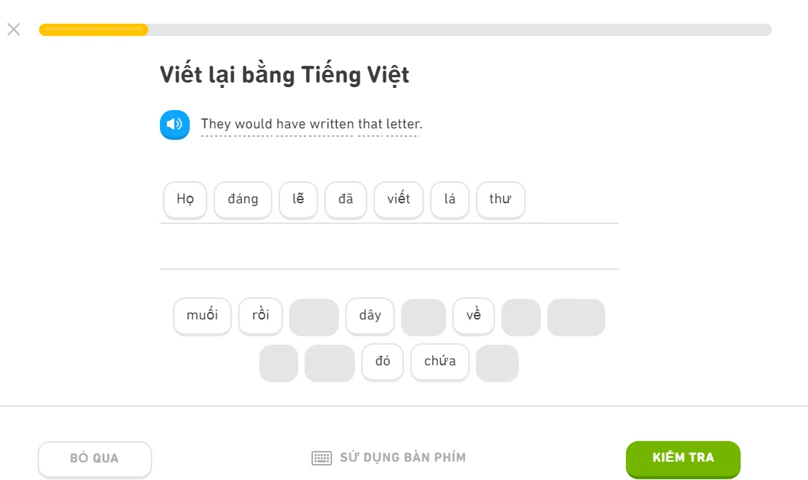 Viết lại bằng Tiếng Việt
They would have written that letter.
Họ đáng lẽ đã viết lá thư
muối rồi dây về
đó chứa
BỎ QUA SỬ DỤNG BÀN PHÍM KIỂM TRA